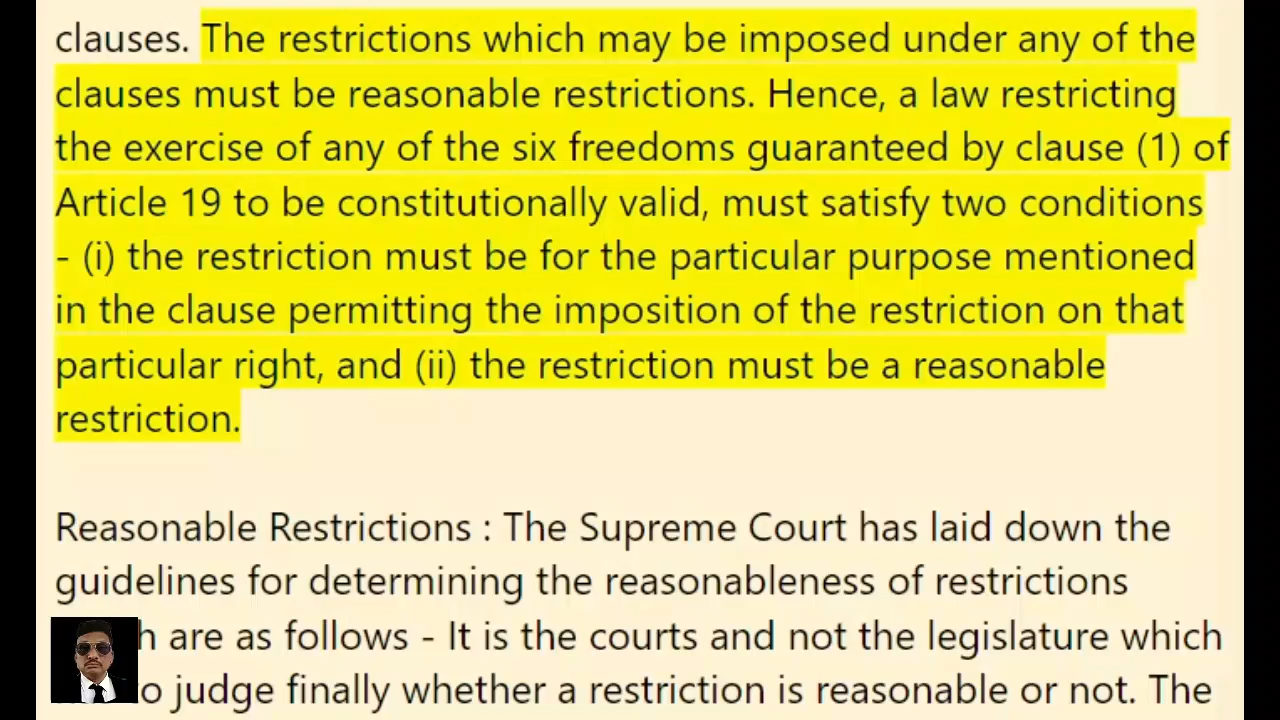 clauses. The restrictions which may be imposed under any of the
clauses must be reasonable restrictions. Hence, a law restricting
the exercise of any of the six freedoms guaranteed by clause (1) of
Article 19 to be constitutionally valid, must satisfy two conditions
- (i) the restriction must be for the particular purpose mentioned
in the clause permitting the imposition of the restriction on that
particular right, and (ii) the restriction must be a reasonable
restriction.
Reasonable Restrictions : The Supreme Court has laid down the
guidelines for determining the reasonableness of restrictions
h are as follows - It is the courts and not the legislature which
o judge finally whether a restriction is reasonable or not. The